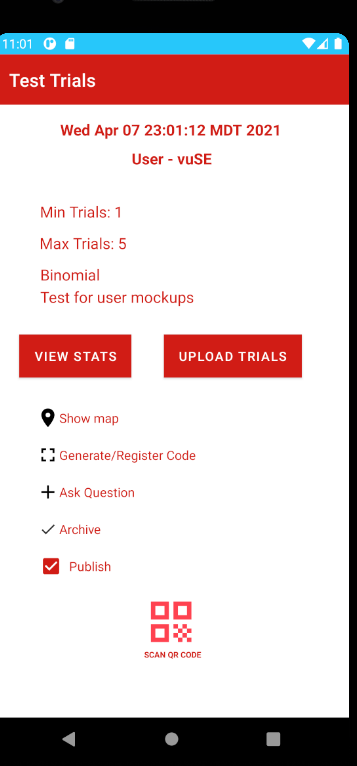 11:01
Test Trials
Wed Apr 07 23:01:12 MDT 2021
User - vuSE
Min Trials: 1
Max Trials: 5
Binomial
Test for user mockups
VIEW STATS
UPLOAD TRIALS
Show map
Generate/Register Code
Ask Question
Archive
Publish
SCAN QR CODE